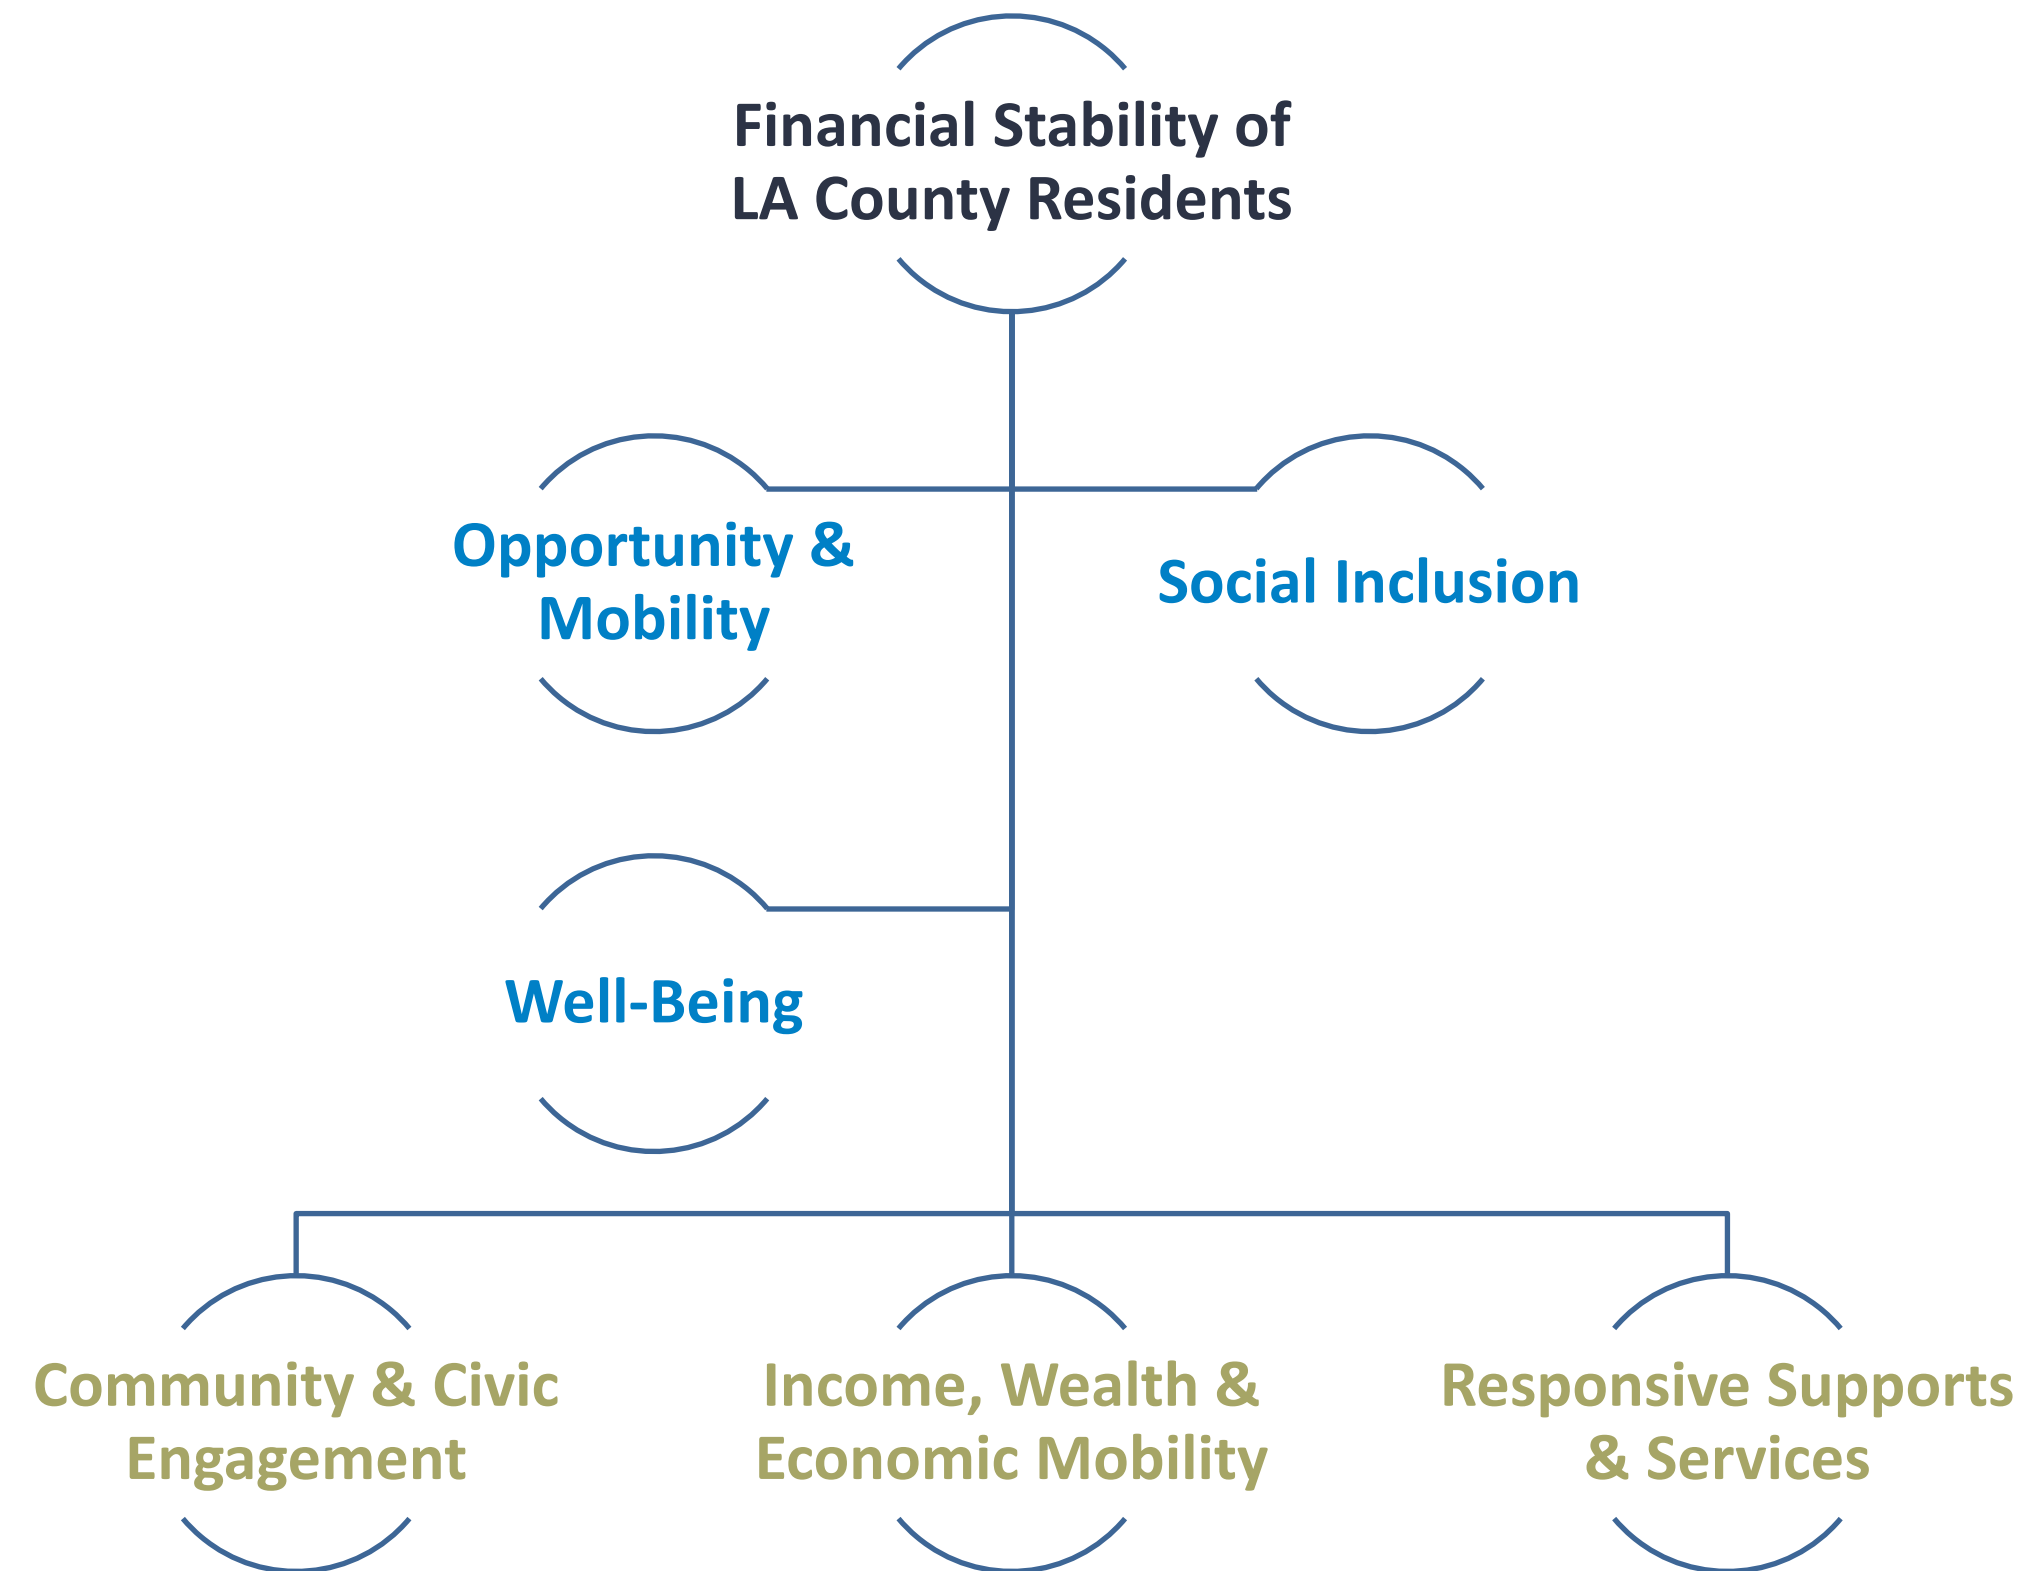 Financial Stability of
LA County Residents
Opportunity &
Mobility
Social Inclusion
Well-Being
Community & Civic
Engagement
Income, Wealth &
Economic Mobility
Responsive Supports
& Services